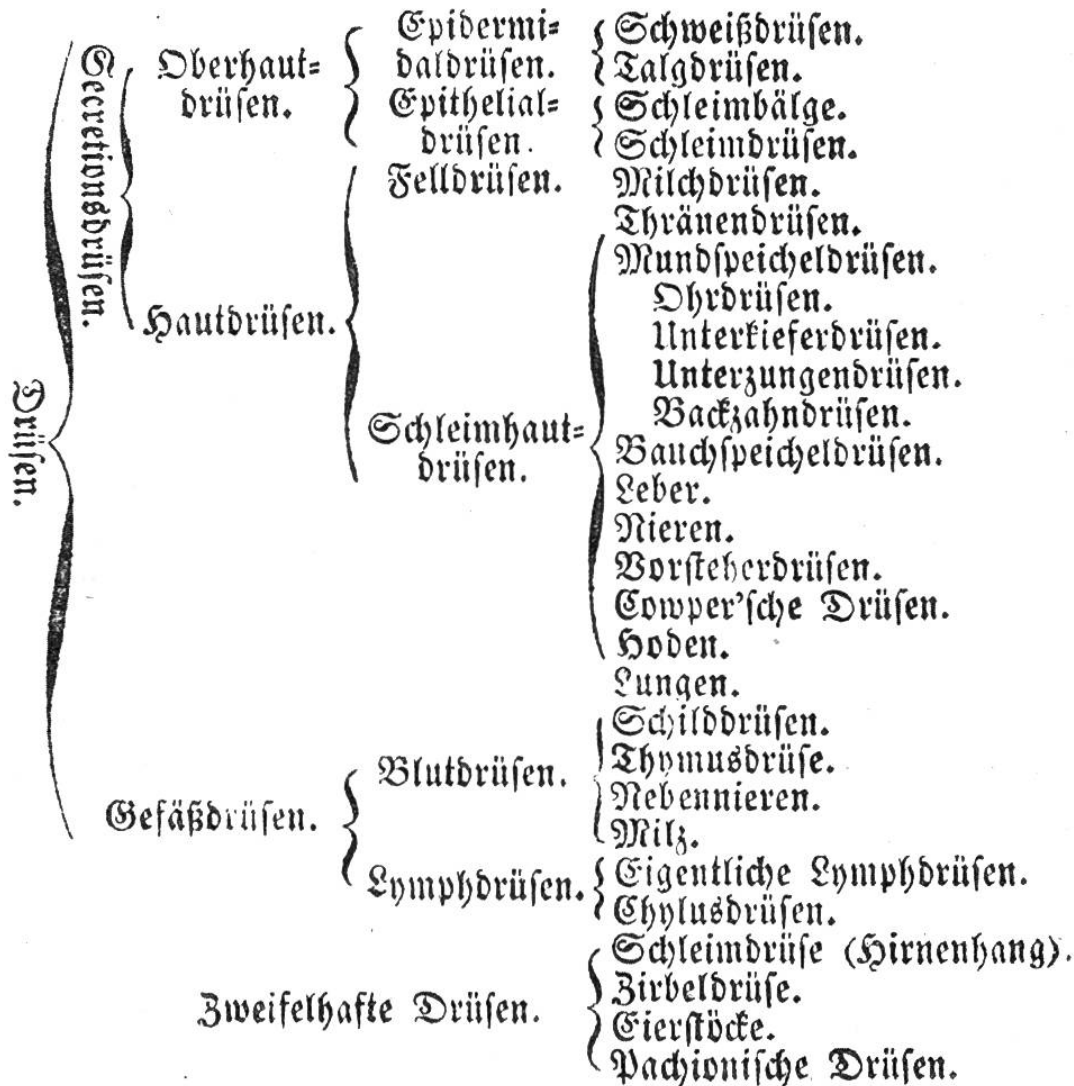 Drüsen.
Secretionsdrüsen.
Oberhaut=
drüsen.
Epidermi=
daldrüsen.
Schweißdrüsen.
Talgdrüsen.
Epithelial=
drüsen.
Schleimbälge.
Schleimdrüsen.
Hautdrüsen.
Felldrüsen.
Milchdrüsen.
Thränendrüsen.
Schleimhaut=
drüsen.
Mundspeicheldrüsen.
Ohrdrüsen.
Unterkieferdrüsen.
Unterzungendrüsen.
Backzahndrüsen.
Bauchspeicheldrüsen.
Leber.
Nieren.
Vorsteherdrüsen.
Cowper'sche Drüsen.
Hoden.
Lungen.
Gefäßdrüsen.
Blutdrüsen.
Schilddrüsen.
Thymusdrüse.
Nebennieren.
Milz.
Lymphdrüsen.
Eigentliche Lymphdrüsen.
Chylusdrüsen.
Zweifelhafte Drüsen.
Schleimdrüse (Hirnenhang).
Zirbeldrüse.
Eierstöcke.
Pachionische Drüsen.